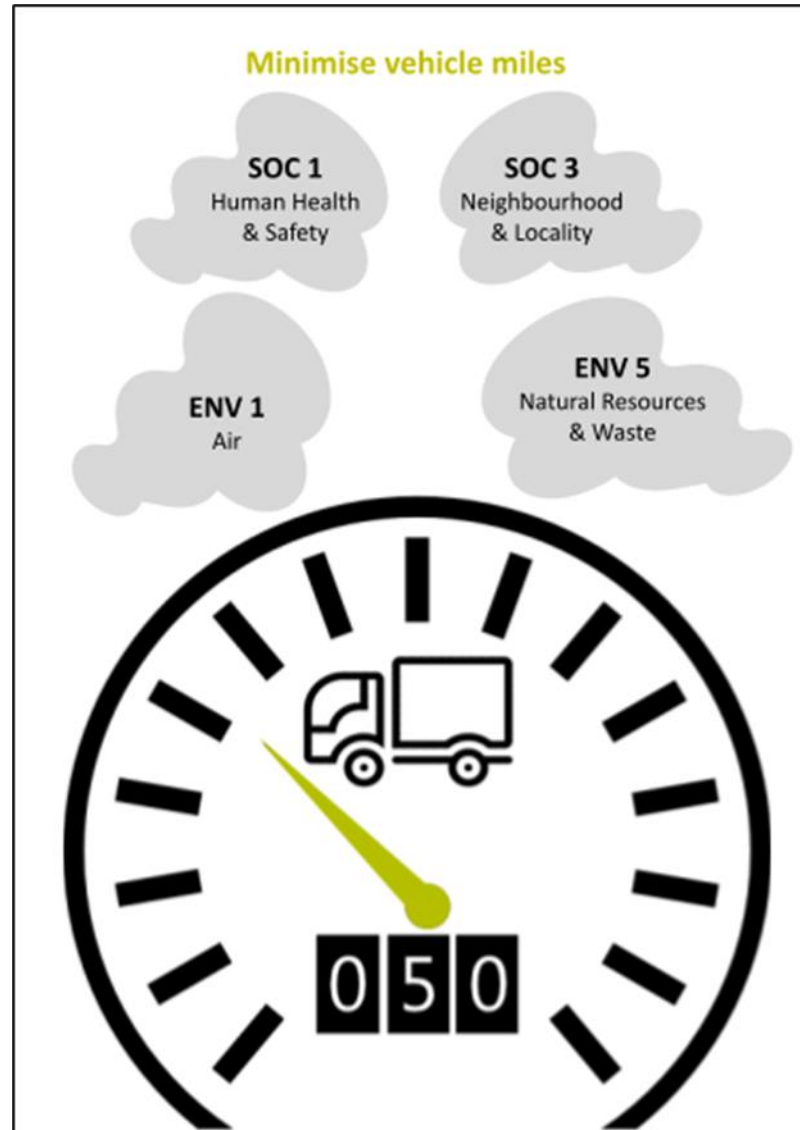 Minimise vehicle miles
SOC 1
Human Health
& Safety
SOC 3
Neighbourhood
& Locality
ENV 1
Air
ENV 5
Natural Resources
& Waste
050